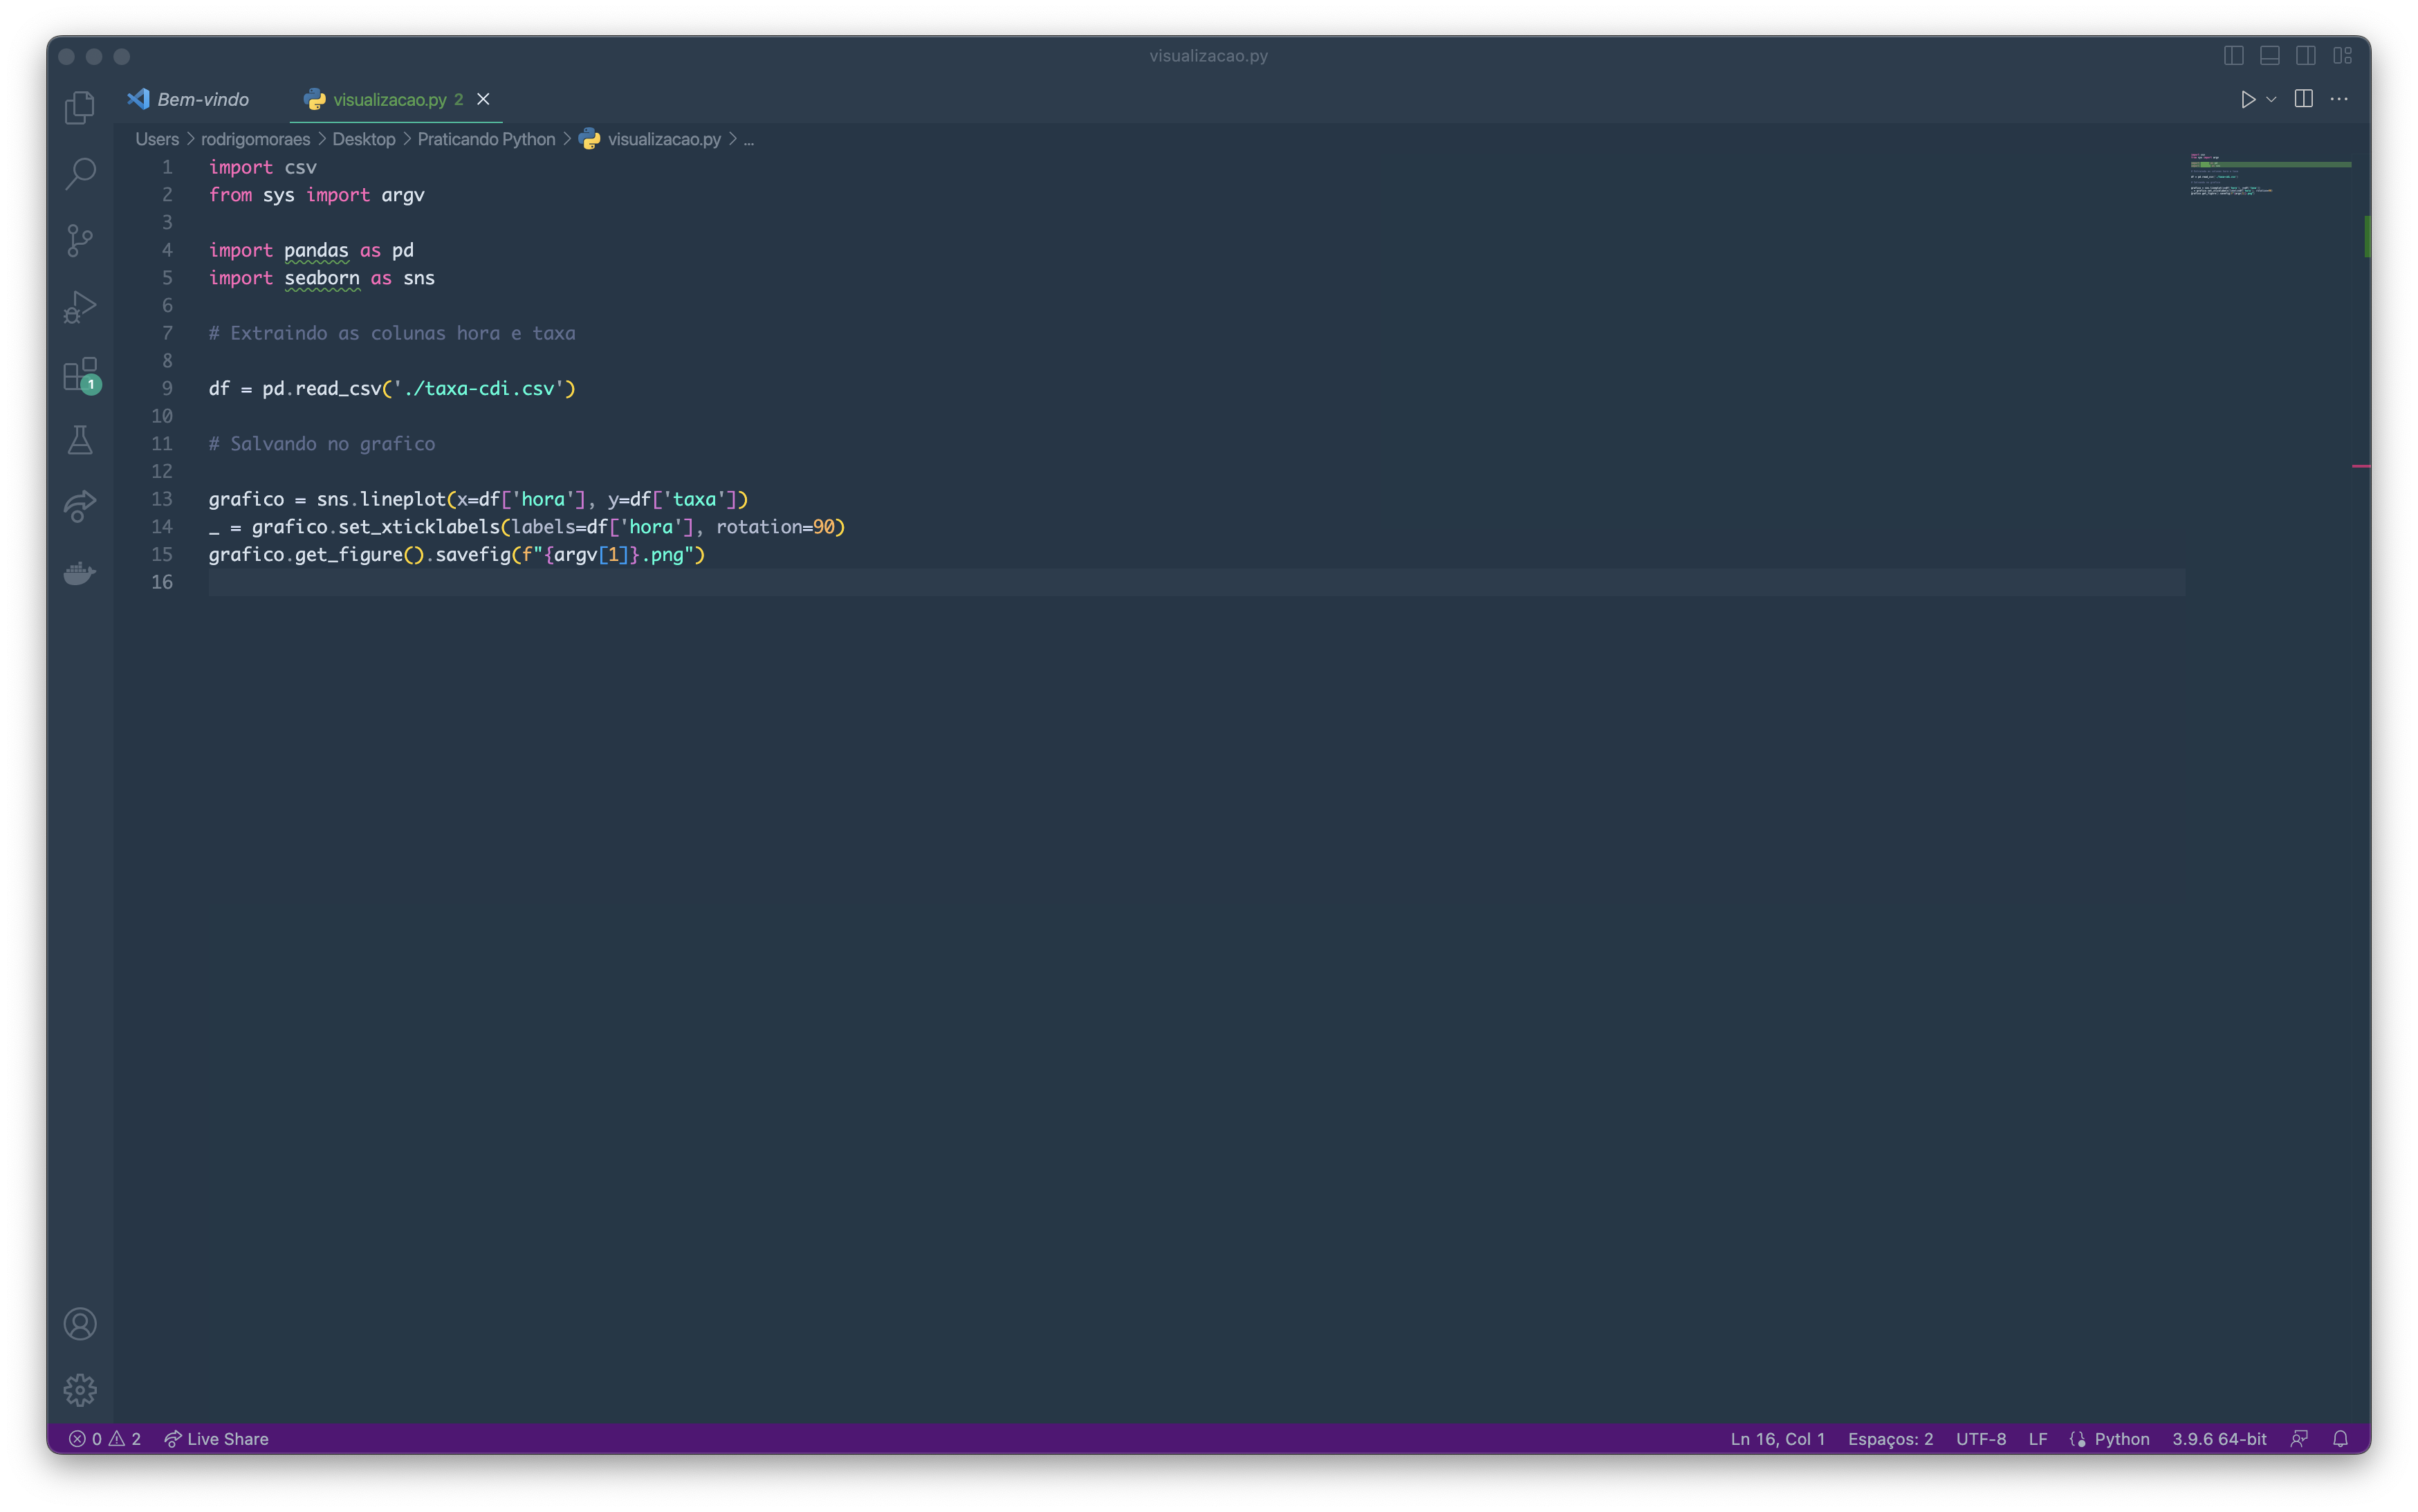 visualizacao.py
Bem-vindo
visualizacao.py 2
Users > rodrigomoraes > Desktop > Praticando Python > visualizacao.py > ...
1 import csv
2 from sys import argv
3
4 import pandas as pd
5 import seaborn as sns
6
7 # Extraindo as colunas hora e taxa
8
9 df = pd.read_csv('./taxa-cdi.csv')
10
11 # Salvando no grafico
12
13 grafico = sns.lineplot(x=df['hora'], y=df['taxa'])
14 _ = grafico.set_xticklabels(labels=df['hora'], rotation=90)
15 grafico.get_figure().savefig(f"{argv[1]}.png")
16
1
0 2 Live Share
Ln 16, Col 1 Espaços: 2 UTF-8 LF Python 3.9.6 64-bit